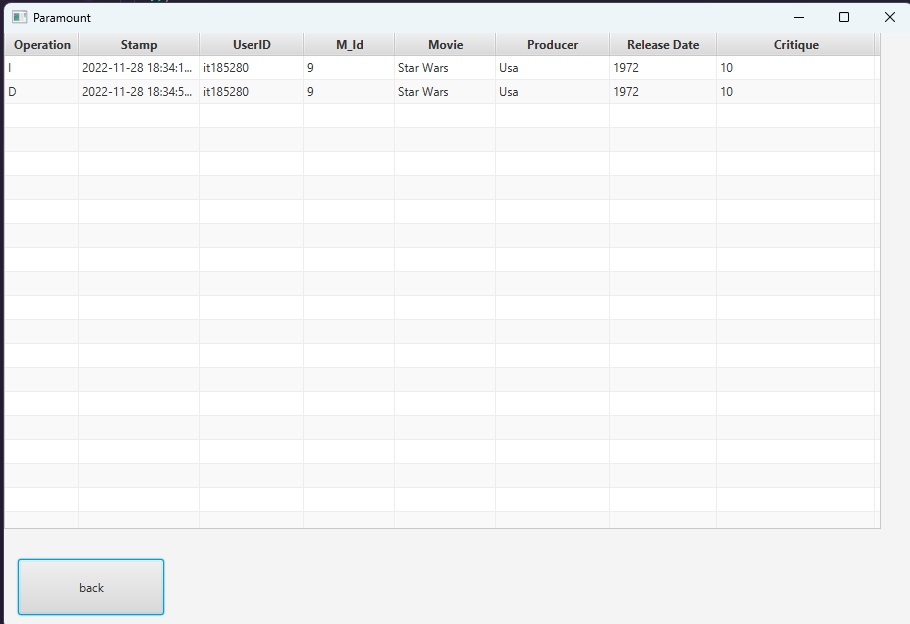 Paramount
Operation Stamp UserID M_Id Movie Producer Release Date Critique
I 2022-11-28 18:34:1... it185280 9 Star Wars Usa 1972 10
D 2022-11-28 18:34:5... it185280 9 Star Wars Usa 1972 10
back